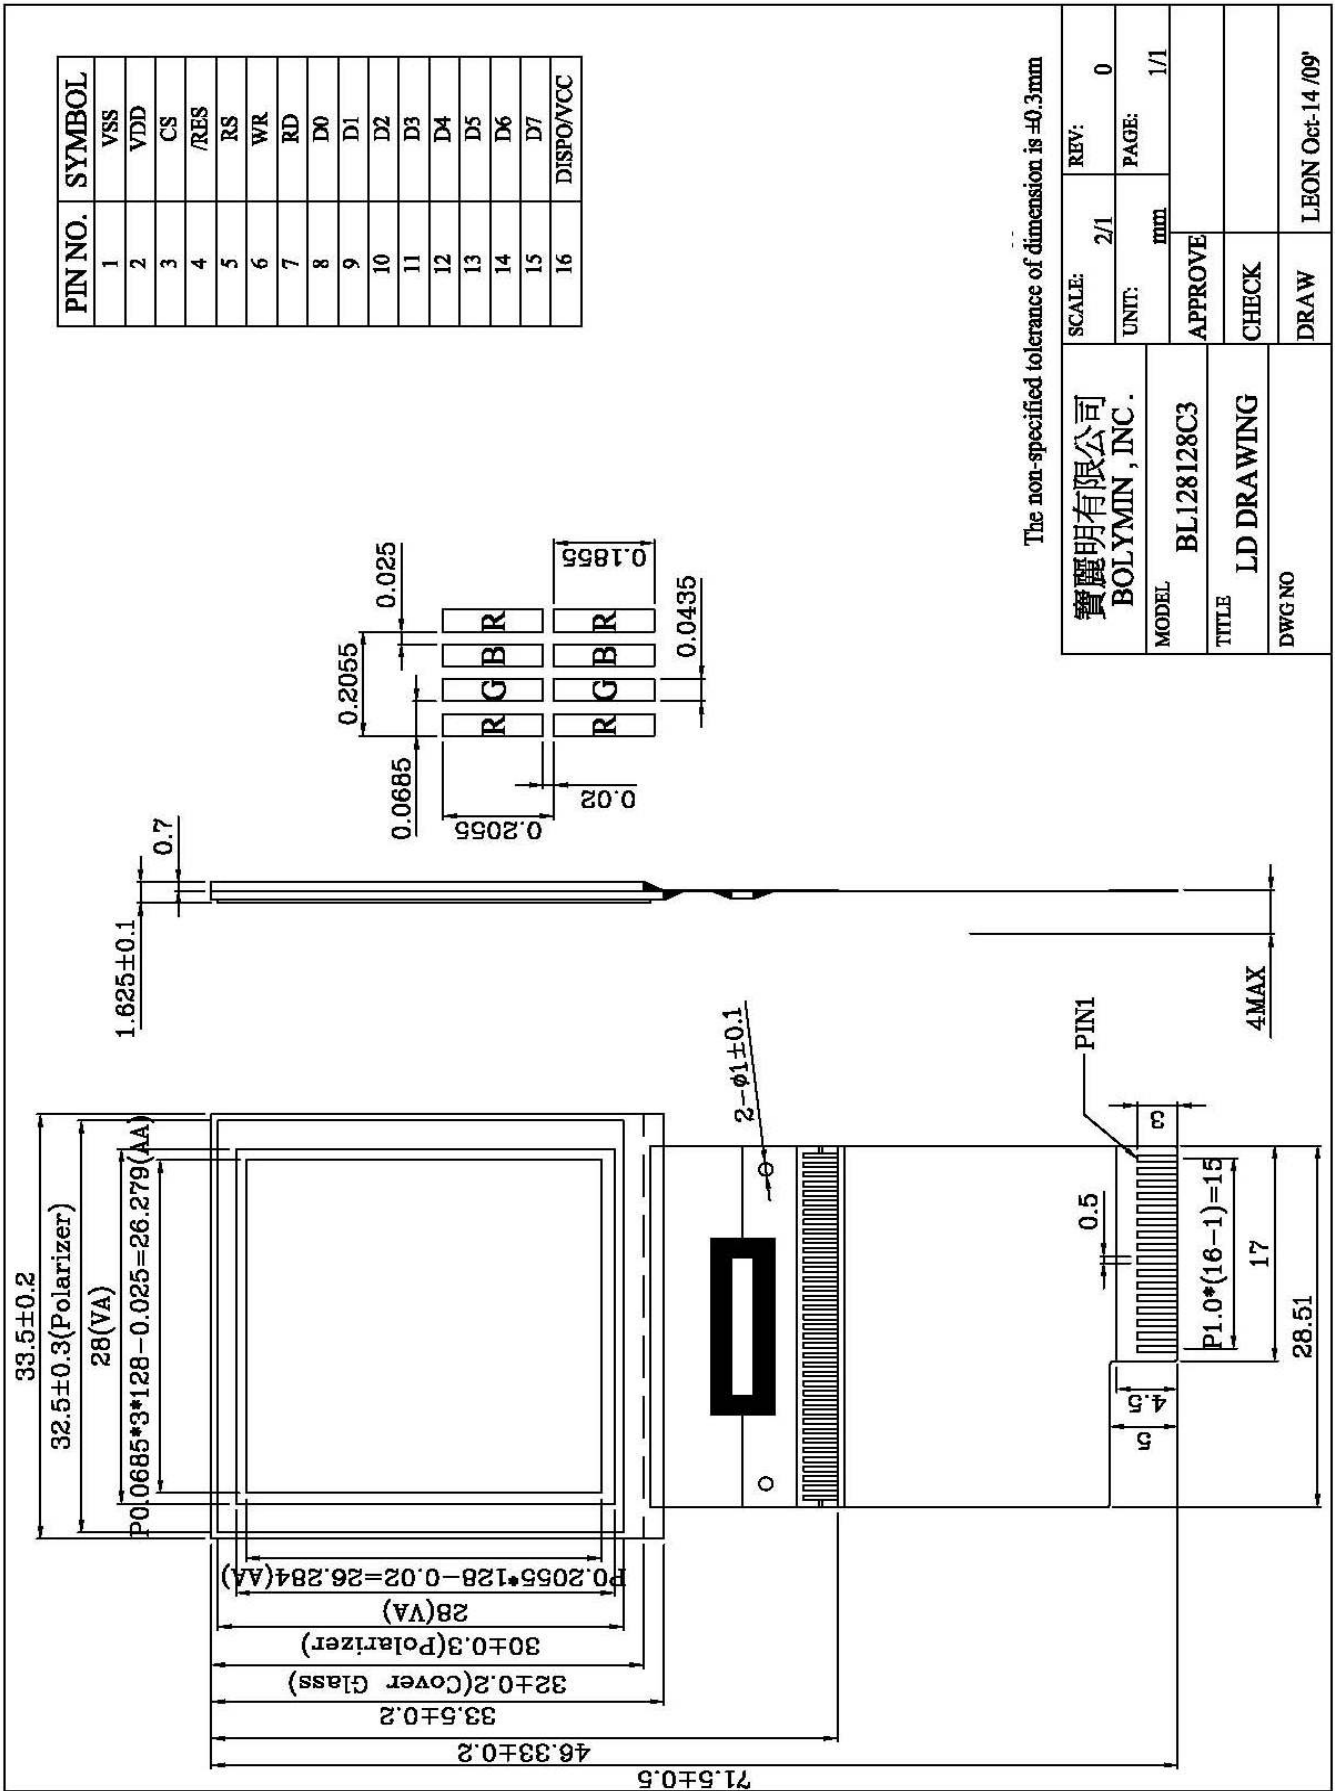 33.5±0.2
32.5±0.3(Polarizer)
28(VA)
P0.0685*3*128-0.025=26.279(AA)
P0.2055*128-0.02=26.284(AA)
28(VA)
30±0.3(Polarizer)
32±0.2(Cover Glass)
33.5±0.2
46.33±0.2
71.5±0.5
2-ø1±0.1
PIN1
0.5
3
P1.0*(16-1)=15
17
28.51
4.5
5
1.625±0.1
0.7
4MAX
0.2055
0.025
0.0685
0.2055
0.02
0.1855
0.0435
R G B R
R G B R
PIN NO. SYMBOL
1 VSS
2 VDD
3 CS
4 /RES
5 RS
6 WR
7 RD
8 D0
9 D1
10 D2
11 D3
12 D4
13 D5
14 D6
15 D7
16 DISPO/VCC
The non-specified tolerance of dimension is ±0.3mm
寶麗明有限公司
BOLYMIN , INC .
MODEL
BL128128C3
TITLE
LD DRAWING
DWG NO
SCALE: 2/1
REV: 0
UNIT: mm
PAGE: 1/1
APPROVE
CHECK
DRAW LEON Oct-14 /09'